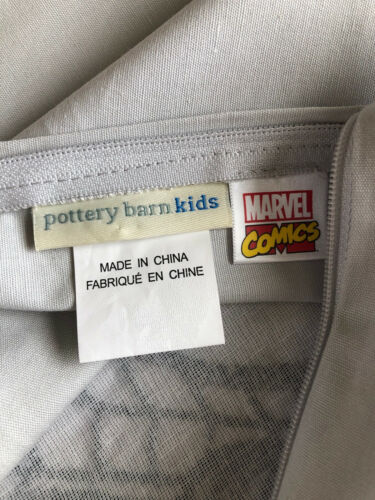 pottery barn kids
MARVEL
COMICS
MADE IN CHINA
FABRIQUÉ EN CHINE